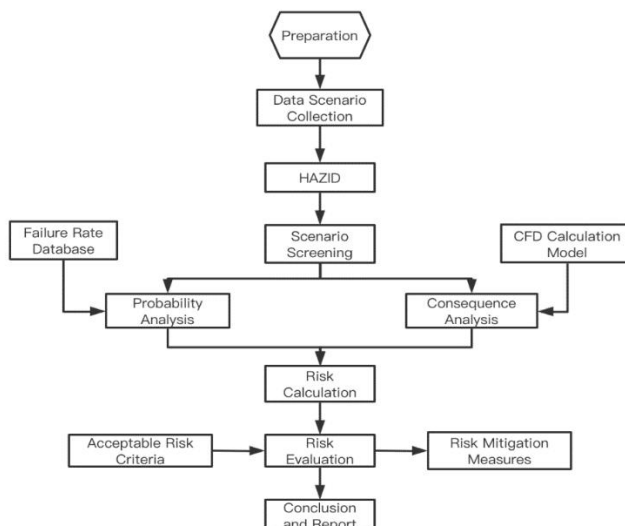 Preparation
Data Scenario
Collection
HAZID
Failure Rate
Database
Scenario
Screening
CFD Calculation
Model
Probability
Analysis
Consequence
Analysis
Risk
Calculation
Acceptable Risk
Criteria
Risk
Evaluation
Risk Mitigation
Measures
Conclusion
and Report